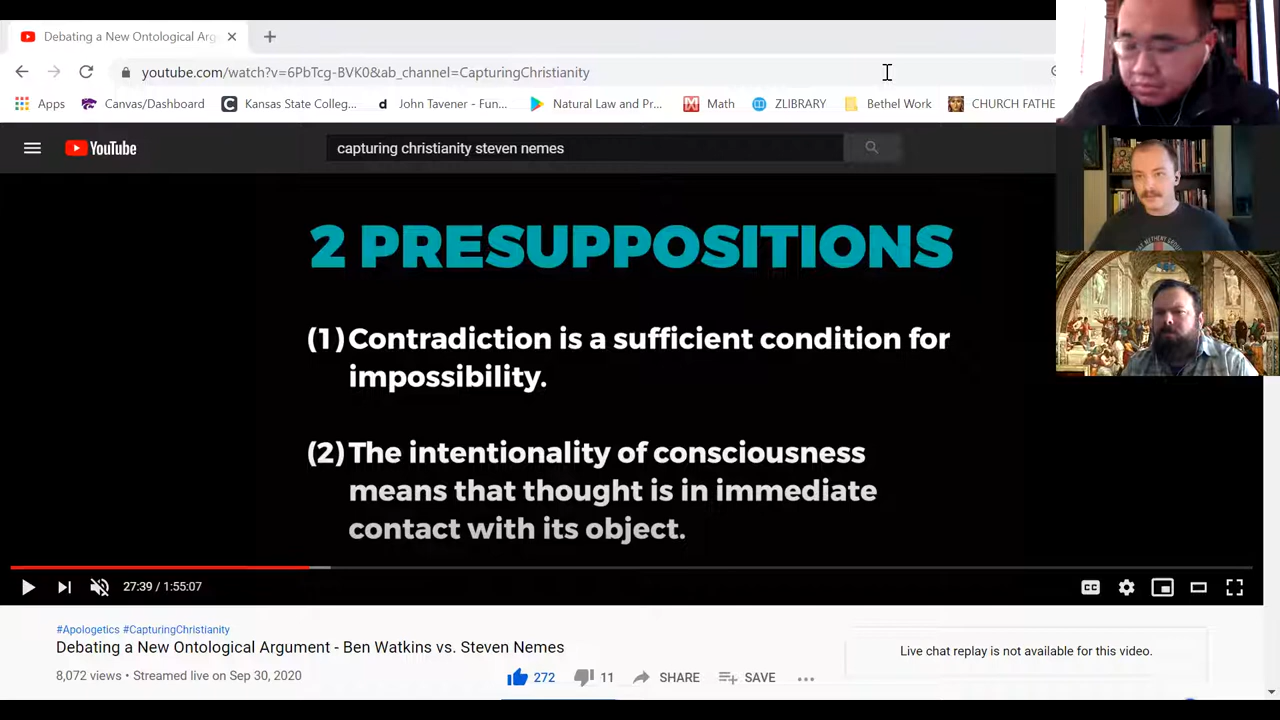 Debating a New Ontological Arg
youtube.com/watch?v=6PbTcg-BVK0&ab_channel=CapturingChristianity
Apps Canvas/Dashboard Kansas State Colleg... John Tavener - Fun... Natural Law and Pr... Math ZLIBRARY Bethel Work CHURCH FATHE
YouTube capturing christianity steven nemes
2 PRESUPPOSITIONS
(1) Contradiction is a sufficient condition for
impossibility.
(2) The intentionality of consciousness
means that thought is in immediate
contact with its object.
27:39 / 1:55:07 CC
#Apologetics #CapturingChristianity
Debating a New Ontological Argument - Ben Watkins vs. Steven Nemes
Live chat replay is not available for this video.
8,072 views • Streamed live on Sep 30, 2020 272 11 SHARE SAVE ...